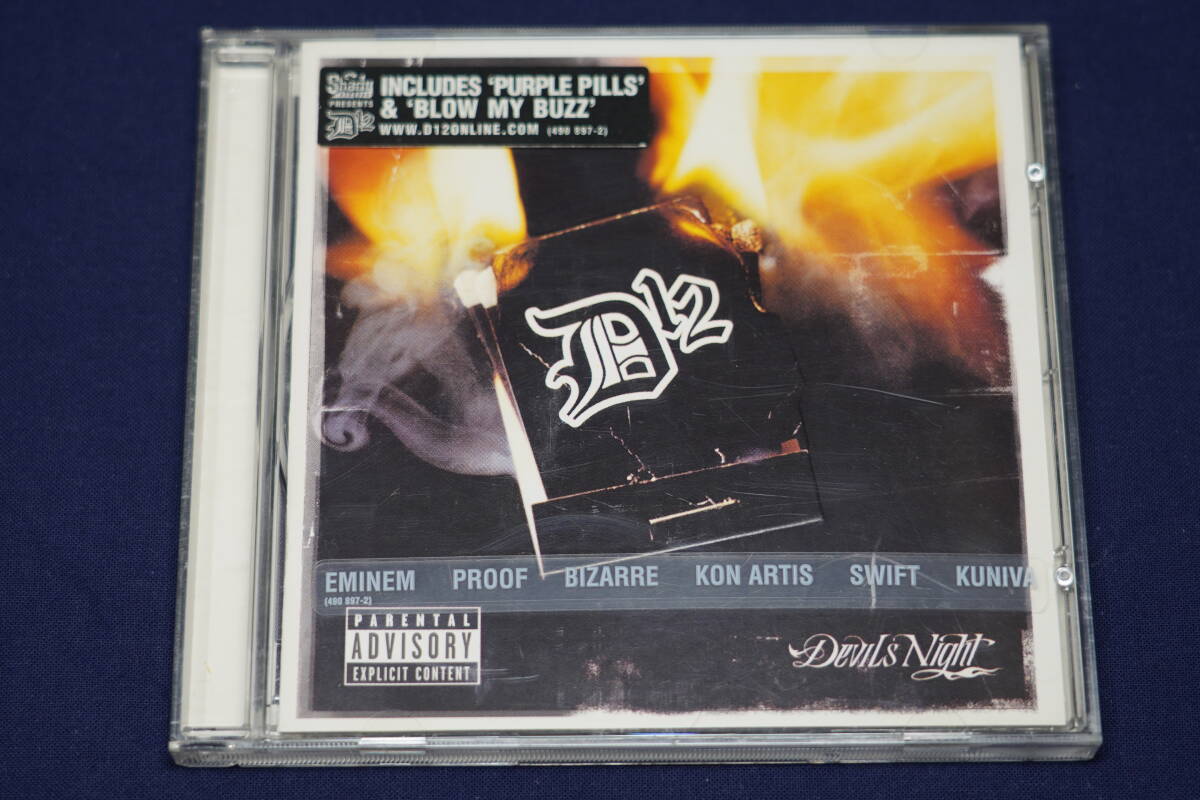 Shady
PRESENTS
D12
INCLUDES 'PURPLE PILLS'
& 'BLOW MY BUZZ'
WWW.D12ONLINE.COM (490 897-2)
D12
EMINEM PROOF BIZARRE KON ARTIS SWIFT KUNIVA
(490 897-2)
PARENTAL
ADVISORY
EXPLICIT CONTENT
Devil's Night